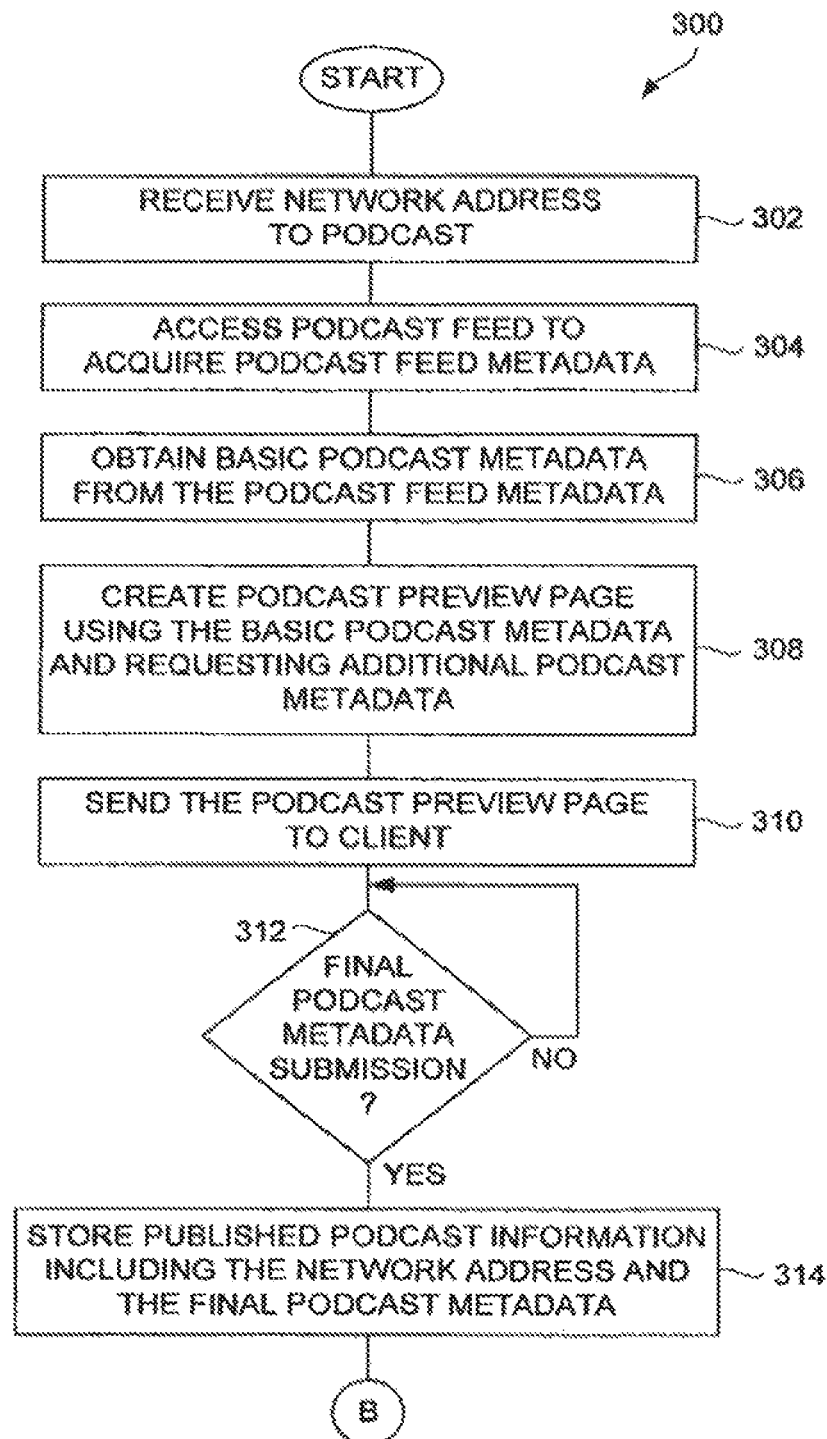 300
START
RECEIVE NETWORK ADDRESS
TO PODCAST
302
ACCESS PODCAST FEED TO
ACQUIRE PODCAST FEED METADATA
304
OBTAIN BASIC PODCAST METADATA
FROM THE PODCAST FEED METADATA
306
CREATE PODCAST PREVIEW PAGE
USING THE BASIC PODCAST METADATA
AND REQUESTING ADDITIONAL PODCAST
METADATA
308
SEND THE PODCAST PREVIEW PAGE
TO CLIENT
310
312
FINAL
PODCAST
METADATA
SUBMISSION
?
NO
YES
STORE PUBLISHED PODCAST INFORMATION
INCLUDING THE NETWORK ADDRESS AND
THE FINAL PODCAST METADATA
314
B